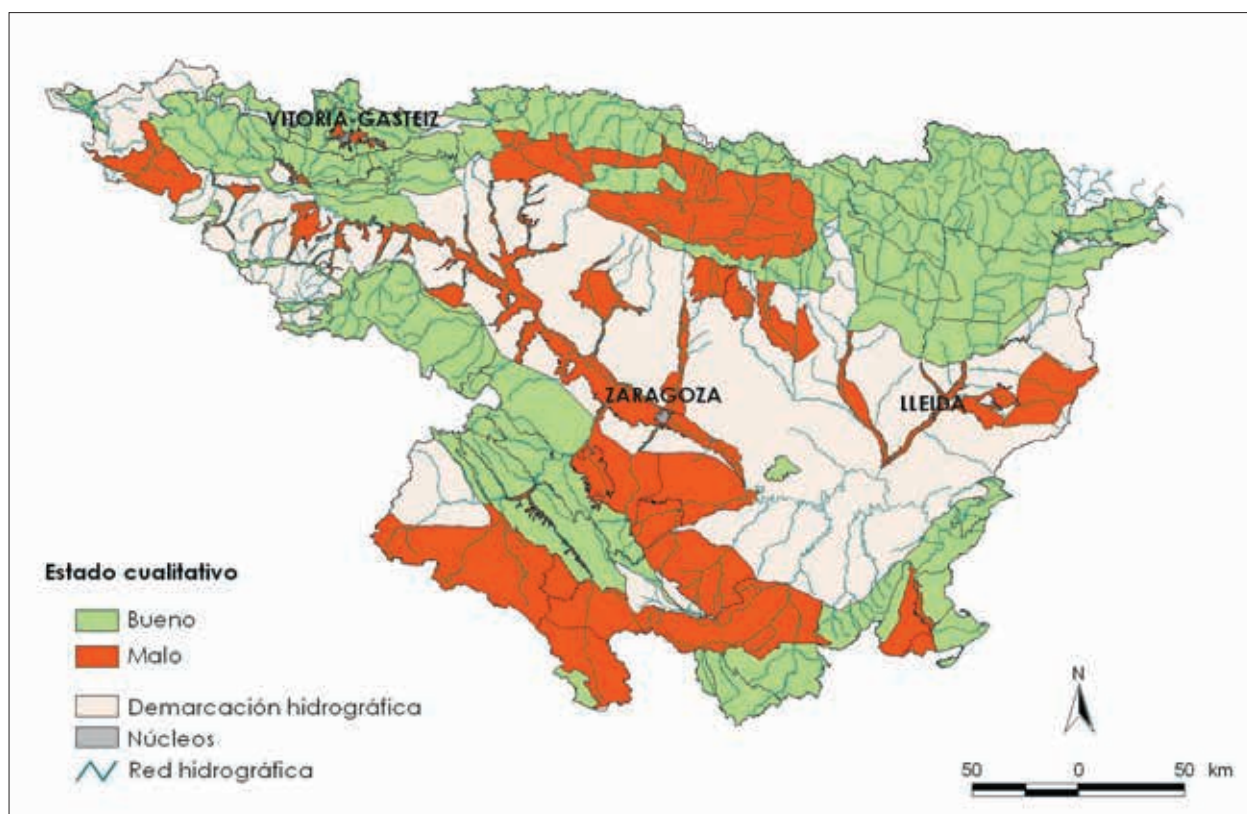 VITORIA-GASTEIZ
ZARAGOZA
LLEIDA
Estado cualitativo
Bueno
Malo
Demarcación hidrográfica
Núcleos
Red hidrográfica
N
50 0 50 km